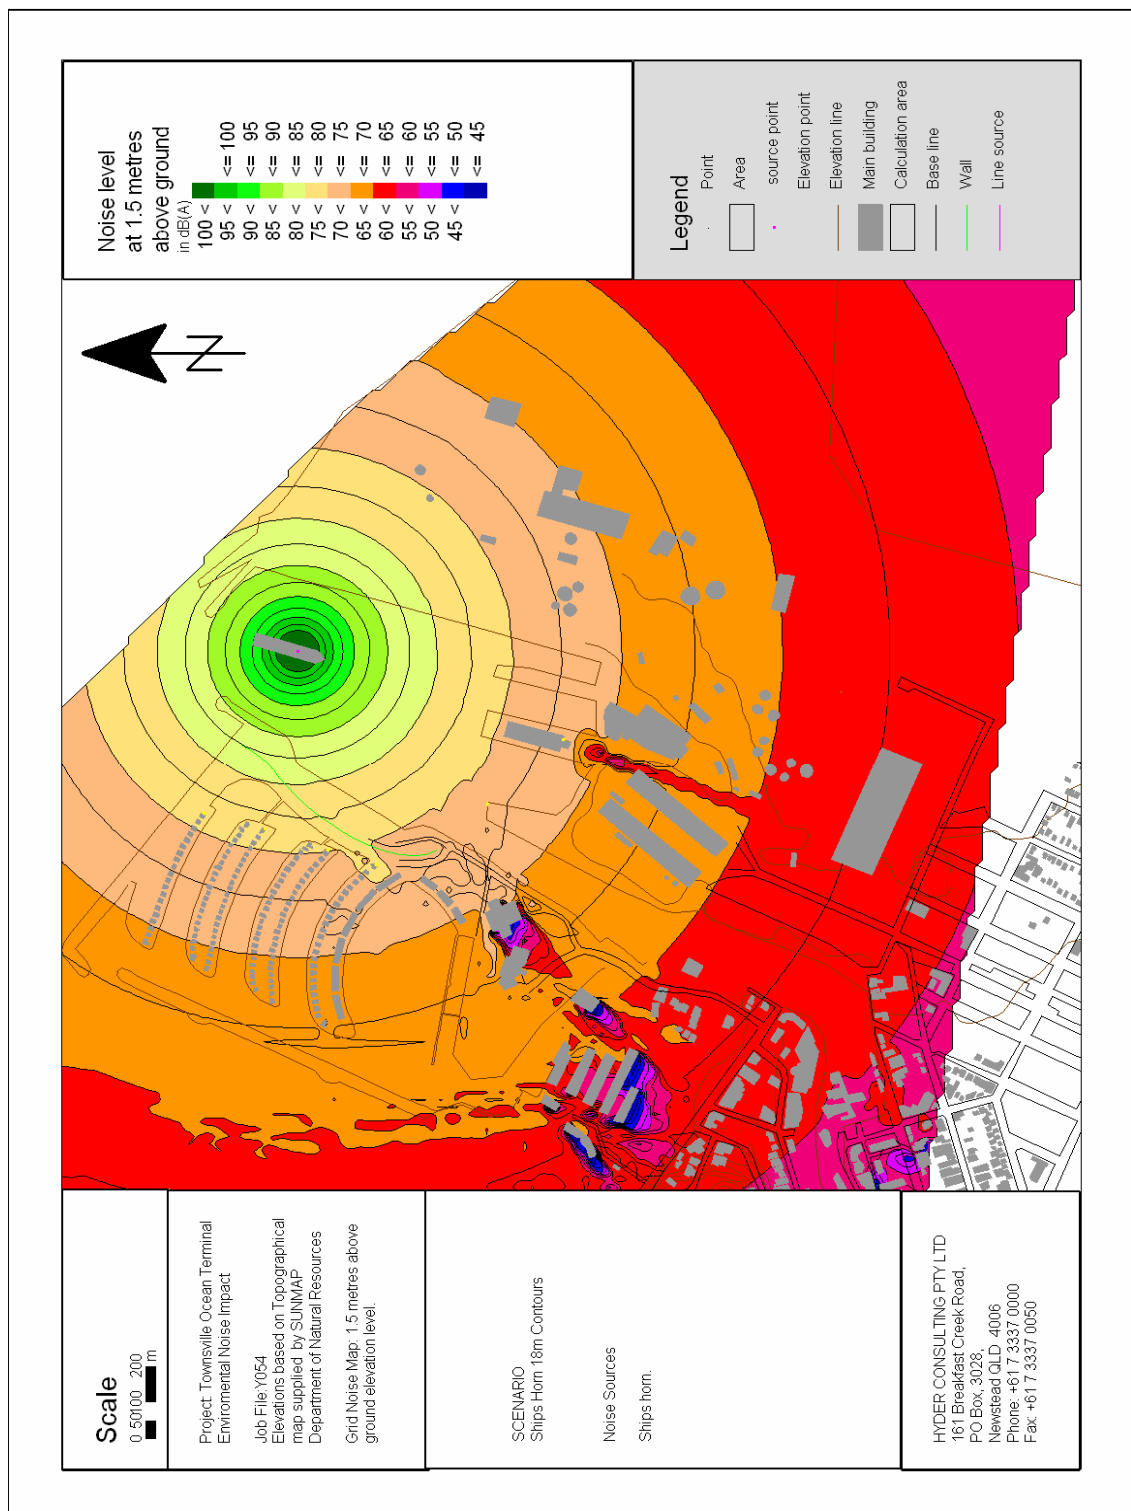 Noise level
at 1.5 metres
above ground
in dB(A)
100 <
95 < <= 100
90 < <= 95
85 < <= 90
80 < <= 85
75 < <= 80
70 < <= 75
65 < <= 70
60 < <= 65
55 < <= 60
50 < <= 55
45 < <= 50
<= 45
Legend
Point
Area
source point
Elevation point
Elevation line
Main building
Calculation area
Base line
Wall
Line source
N
Scale
0 50100 200
m
Project: Townsville Ocean Terminal
Enviromental Noise Impact
Job File:Y054
Elevations based on Topographical
map supplied by SUNMAP
Department of Natural Resources
Grid Noise Map: 1.5 metres above
ground elevation level.
SCENARIO
Ships Horn 18m Contours
Noise Sources
Ships horn.
HYDER CONSULTING PTY LTD
161 Breakfast Creek Road,
PO Box, 3028,
Newstead QLD 4006
Phone: +61 7 3337 0000
Fax: +61 7 3337 0050